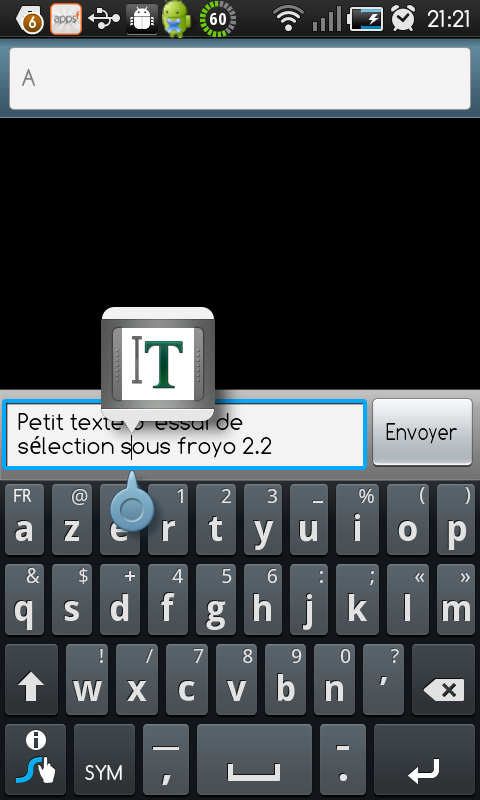 6 apps 60 21:21
A
T
Petit texte d'essai de
sélection sous froyo 2.2
Envoyer
FR @ 1 2 3 _ % ( )
a z e r t y u i o p
& $ + 4 5 6 : ; « »
q s d f g h j k l m
! / 7 8 9 0 ?
w x c v b n '
SYM , - .